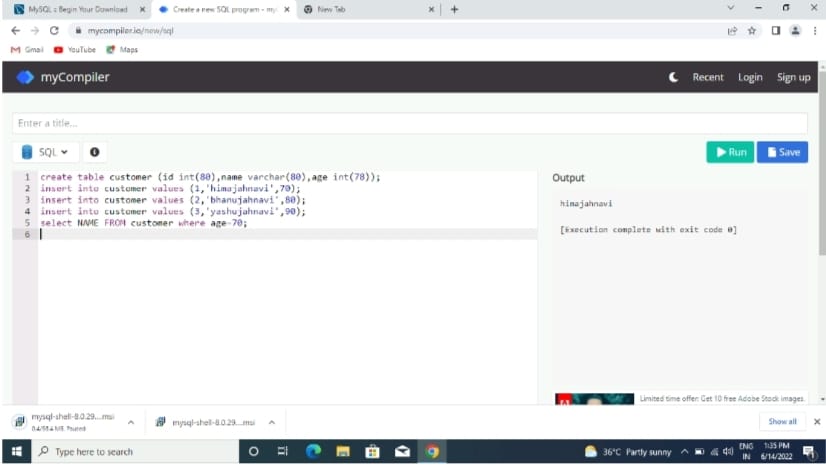 MySQL :: Begin Your Download
Create a new SQL program - my
New Tab
mycompiler.io/new/sql
Gmail
YouTube
Maps
myCompiler
Recent
Login
Sign up
Enter a title...
SQL
Run
Save
1 create table customer (id int(80),name varchar(80),age int(78));
2 insert into customer values (1,'himajahnavi',70);
3 insert into customer values (2,'bhanujahnavi',80);
4 insert into customer values (3,'yashujahnavi',90);
5 select NAME FROM customer where age=70;
6
Output
himajahnavi
[Execution complete with exit code 0]
Limited time offer: Get 10 free Adobe Stock images.
mysql-shell-8.0.29....msi
Paused
mysql-shell-8.0.29....msi
Show all
Type here to search
36°C Partly sunny
ENG
IN
1:35 PM
6/14/2022